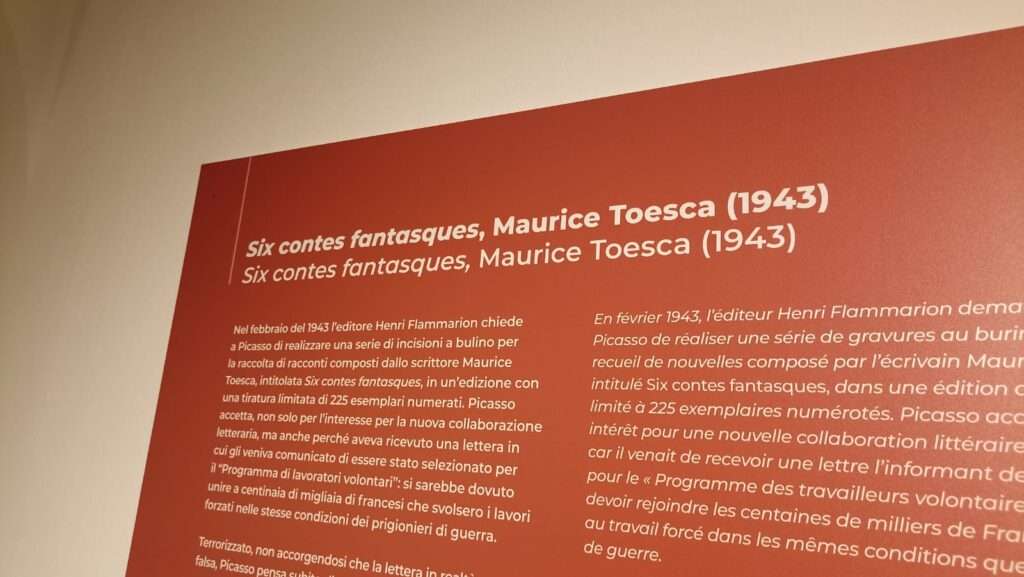 Six contes fantasques, Maurice Toesca (1943)
Six contes fantasques, Maurice Toesca (1943)
Nel febbraio del 1943 l'editore Henri Flammarion chiede
a Picasso di realizzare una serie di incisioni a bulino per
la raccolta di racconti composti dallo scrittore Maurice
Toesca, intitolata Six contes fantasques, in un'edizione con
una tiratura limitata di 225 esemplari numerati. Picasso
accetta, non solo per l'interesse per la nuova collaborazione
letteraria, ma anche perché aveva ricevuto una lettera in
cui gli veniva comunicato di essere stato selezionato per
il "Programma di lavoratori volontari": si sarebbe dovuto
unire a centinaia di migliaia di francesi che svolsero i lavori
forzati nelle stesse condizioni dei prigionieri di guerra.
Terrorizzato, non accorgendosi che la lettera in realtà
falsa, Picasso pensa
En février 1943, l'éditeur Henri Flammarion dema
Picasso de réaliser une série de gravures au burin
recueil de nouvelles composé par l'écrivain Maur
intitulé Six contes fantasques, dans une édition
limité à 225 exemplaires numérotés. Picasso acc
intérêt pour une nouvelle collaboration littéraire
car il venait de recevoir une lettre l'informant de
pour le « Programme des travailleurs volontaire
devoir rejoindre les centaines de milliers de Fran
au travail forcé dans les mêmes conditions que
de guerre.